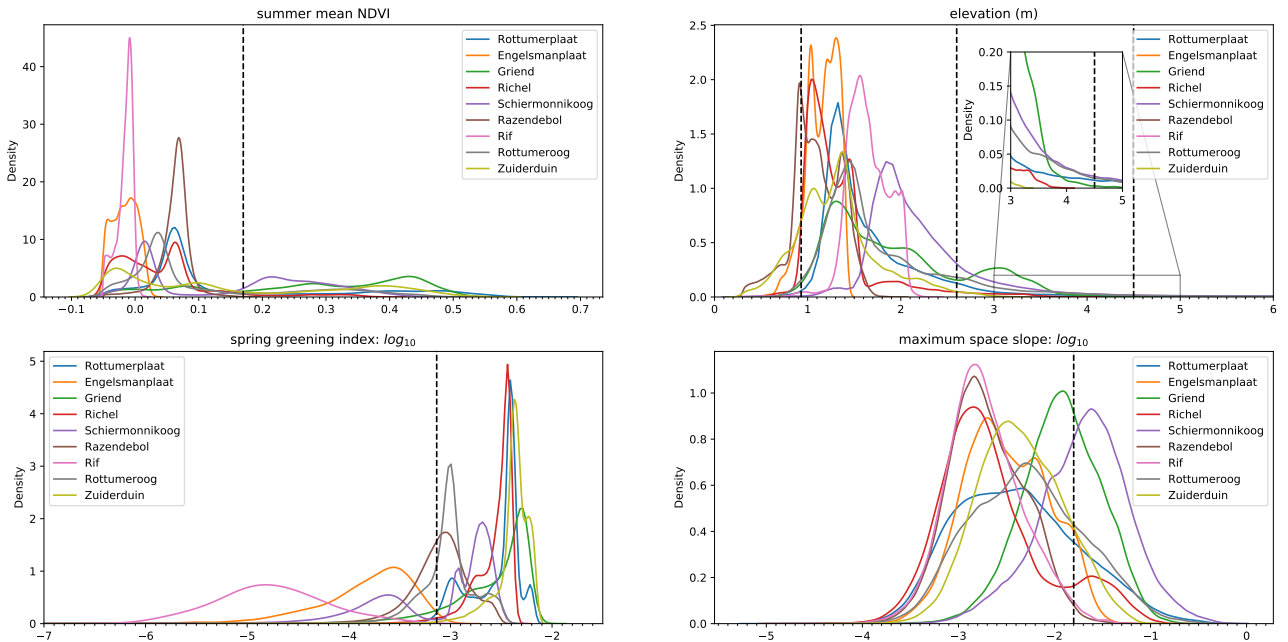 summer mean NDVI
Density
40
30
20
10
0
−0.1
0.0
0.1
0.2
0.3
0.4
0.5
0.6
0.7
Rottumerplaat
Engelsmanplaat
Griend
Richel
Schiermonnikoog
Razendebol
Rif
Rottumeroog
Zuiderduin
elevation (m)
Density
2.5
2.0
1.5
1.0
0.5
0.0
0
1
2
3
4
5
6
Density
0.20
0.15
0.10
0.05
0.00
3
4
5
Rottumerplaat
Engelsmanplaat
Griend
Richel
Schiermonnikoog
Razendebol
Rif
Rottumeroog
Zuiderduin
spring greening index: log10
Density
5
4
3
2
1
0
−7
−6
−5
−4
−3
−2
Rottumerplaat
Engelsmanplaat
Griend
Richel
Schiermonnikoog
Razendebol
Rif
Rottumeroog
Zuiderduin
maximum space slope: log10
Density
1.0
0.8
0.6
0.4
0.2
0.0
−5
−4
−3
−2
−1
0
Rottumerplaat
Engelsmanplaat
Griend
Richel
Schiermonnikoog
Razendebol
Rif
Rottumeroog
Zuiderduin